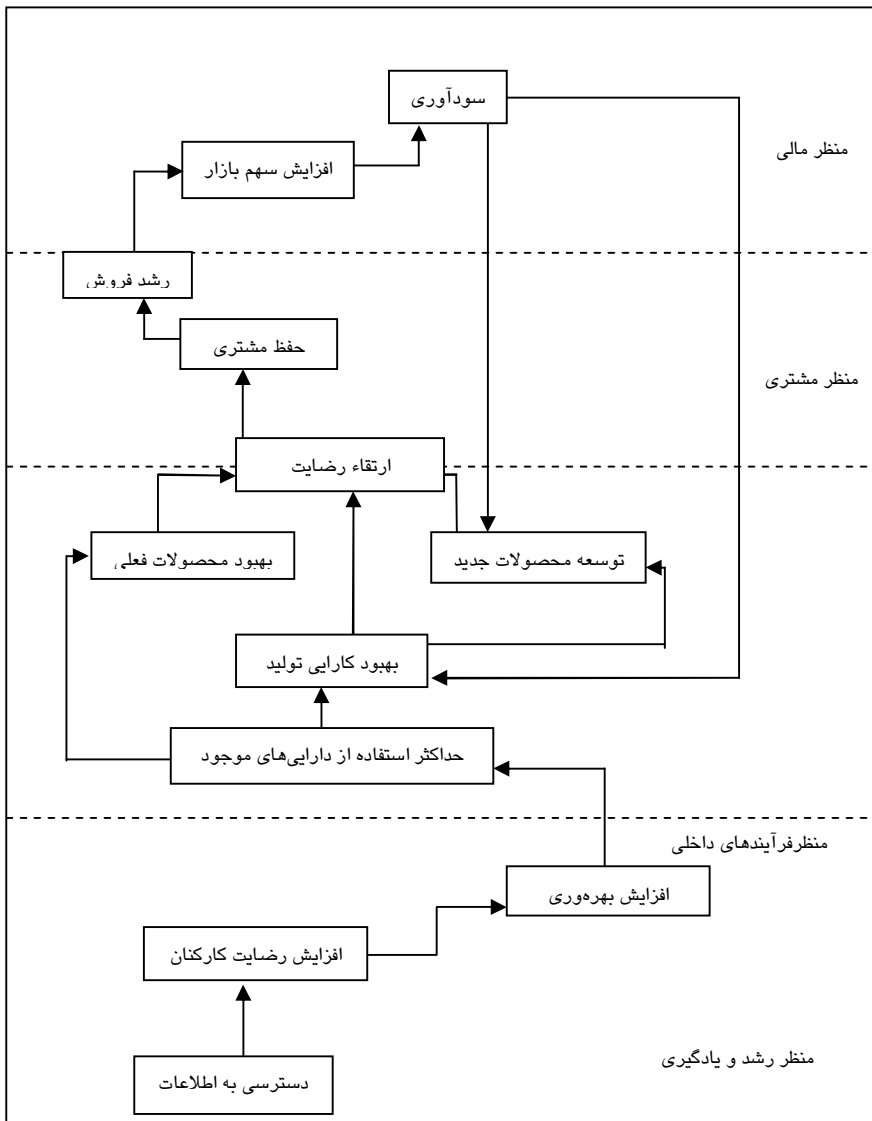 سودآوری
منظر مالی
افزایش سهم بازار
رشد فروش
حفظ مشتری
منظر مشتری
ارتقاء رضایت
بهبود محصولات فعلی
توسعه محصولات جدید
بهبود کارایی تولید
حداکثر استفاده از دارایی‌های موجود
منظرفرآیندهای داخلی
افزایش بهره‌وری
افزایش رضایت کارکنان
منظر رشد و یادگیری
دسترسی به اطلاعات